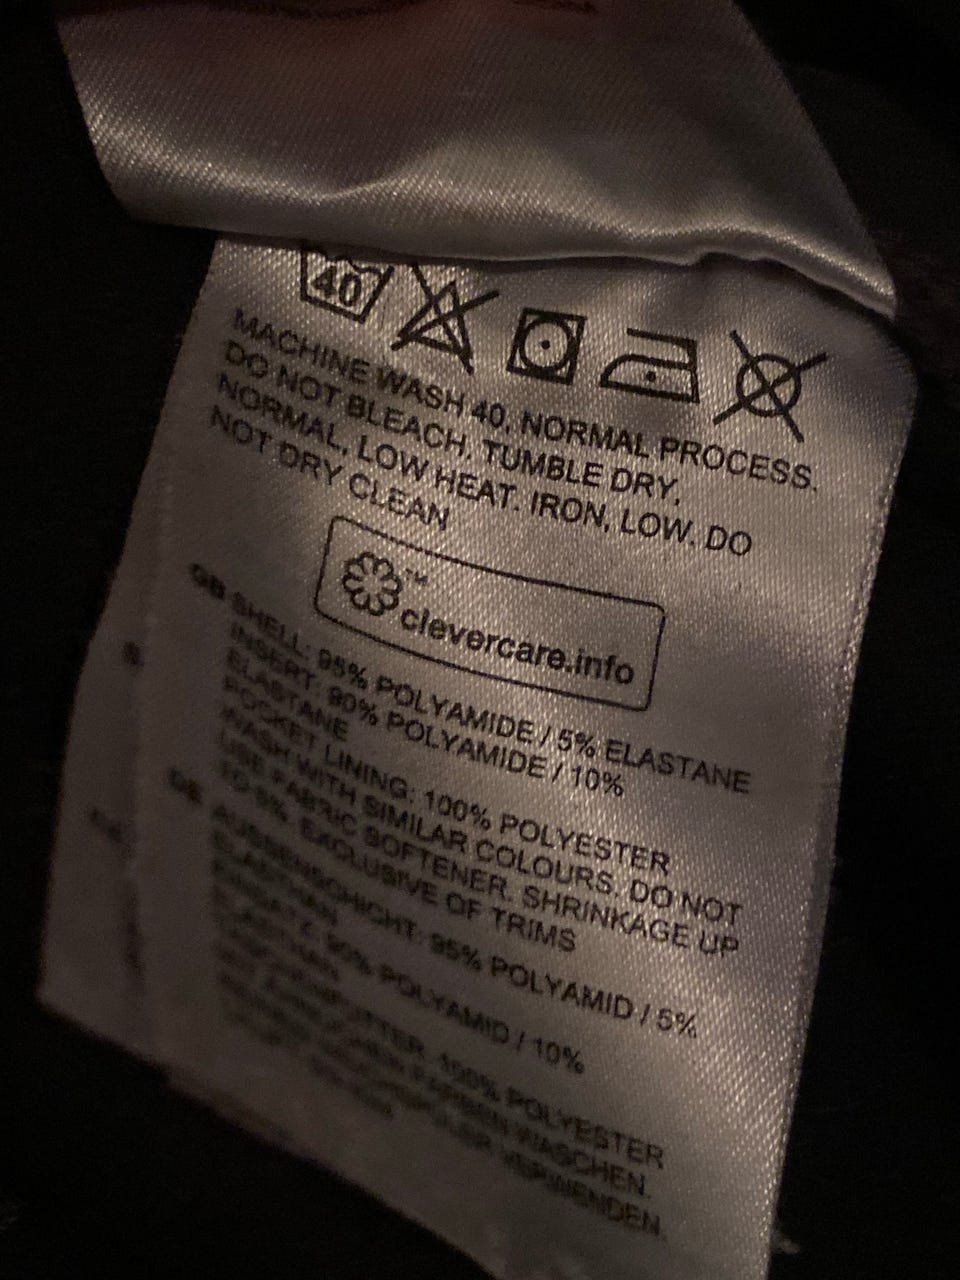 40
MACHINE WASH 40, NORMAL PROCESS.
DO NOT BLEACH. TUMBLE DRY,
NORMAL, LOW HEAT. IRON, LOW. DO
NOT DRY CLEAN
™
clevercare.info
GB SHELL: 95% POLYAMIDE / 5% ELASTANE
INSERT: 90% POLYAMIDE / 10%
ELASTANE
POCKET LINING: 100% POLYESTER
WASH WITH SIMILAR COLOURS. DO NOT
USE FABRIC SOFTENER. SHRINKAGE UP
TO 5%. EXCLUSIVE OF TRIMS
DE AUSSENSCHICHT: 95% POLYAMID / 5%
ELASTHAN
EINSATZ: 90% POLYAMID / 10%
ELASTHAN
100% POLYESTER
FARBEN WASCHEN.
VERWENDEN.